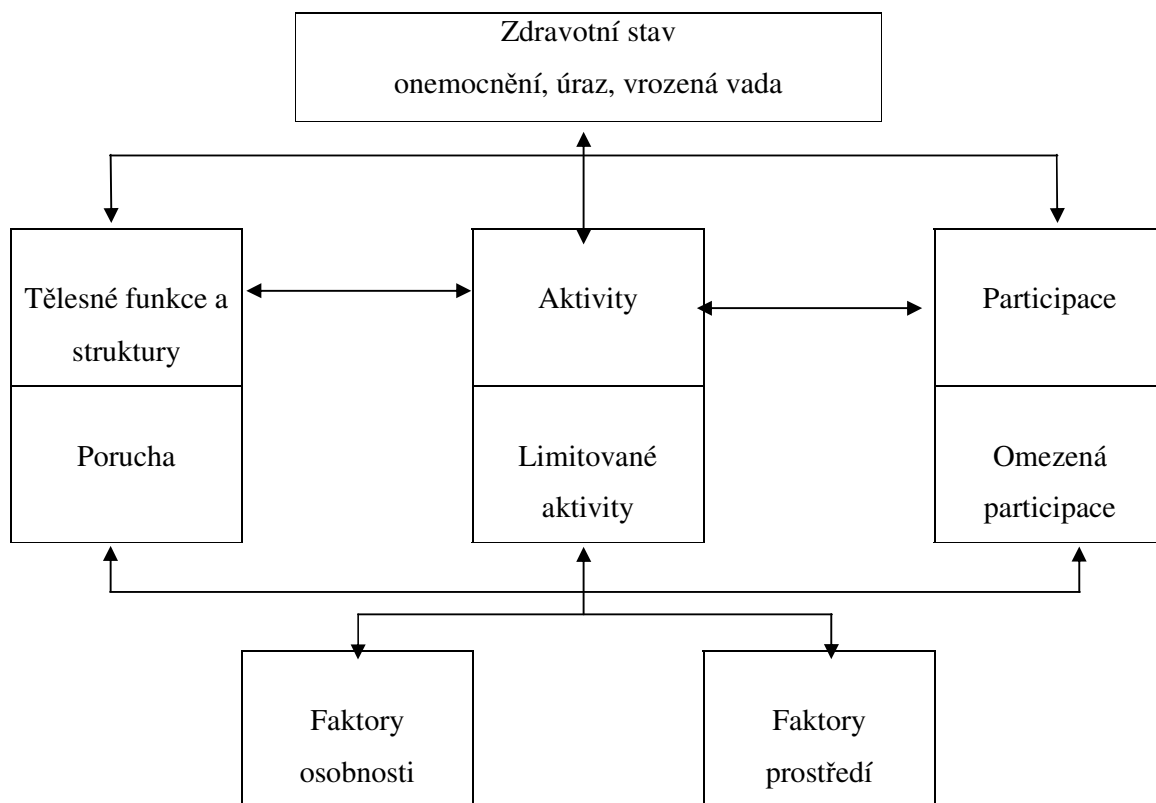 Zdravotní stav
onemocnění, úraz, vrozená vada
Tělesné funkce a
struktury
Aktivity
Participace
Porucha
Limitované
aktivity
Omezená
participace
Faktory
osobnosti
Faktory
prostředí